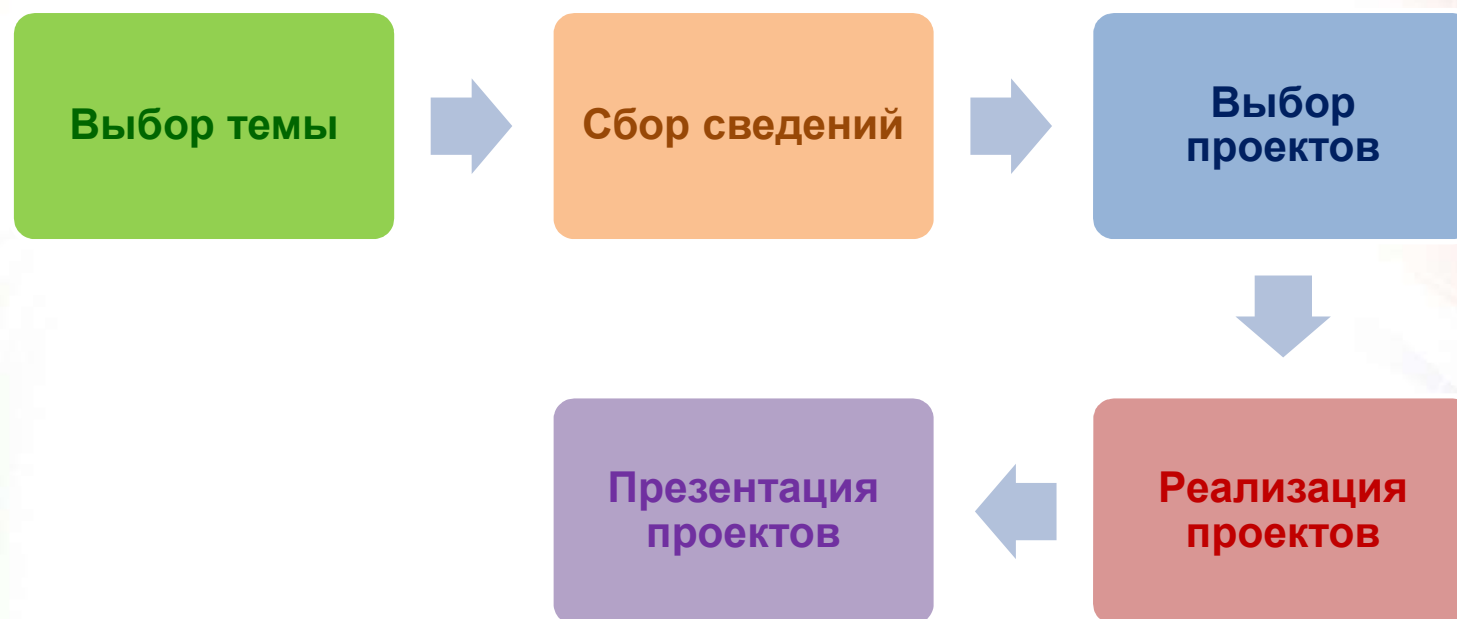 Выбор темы
Сбор сведений
Выбор
проектов
Реализация
проектов
Презентация
проектов